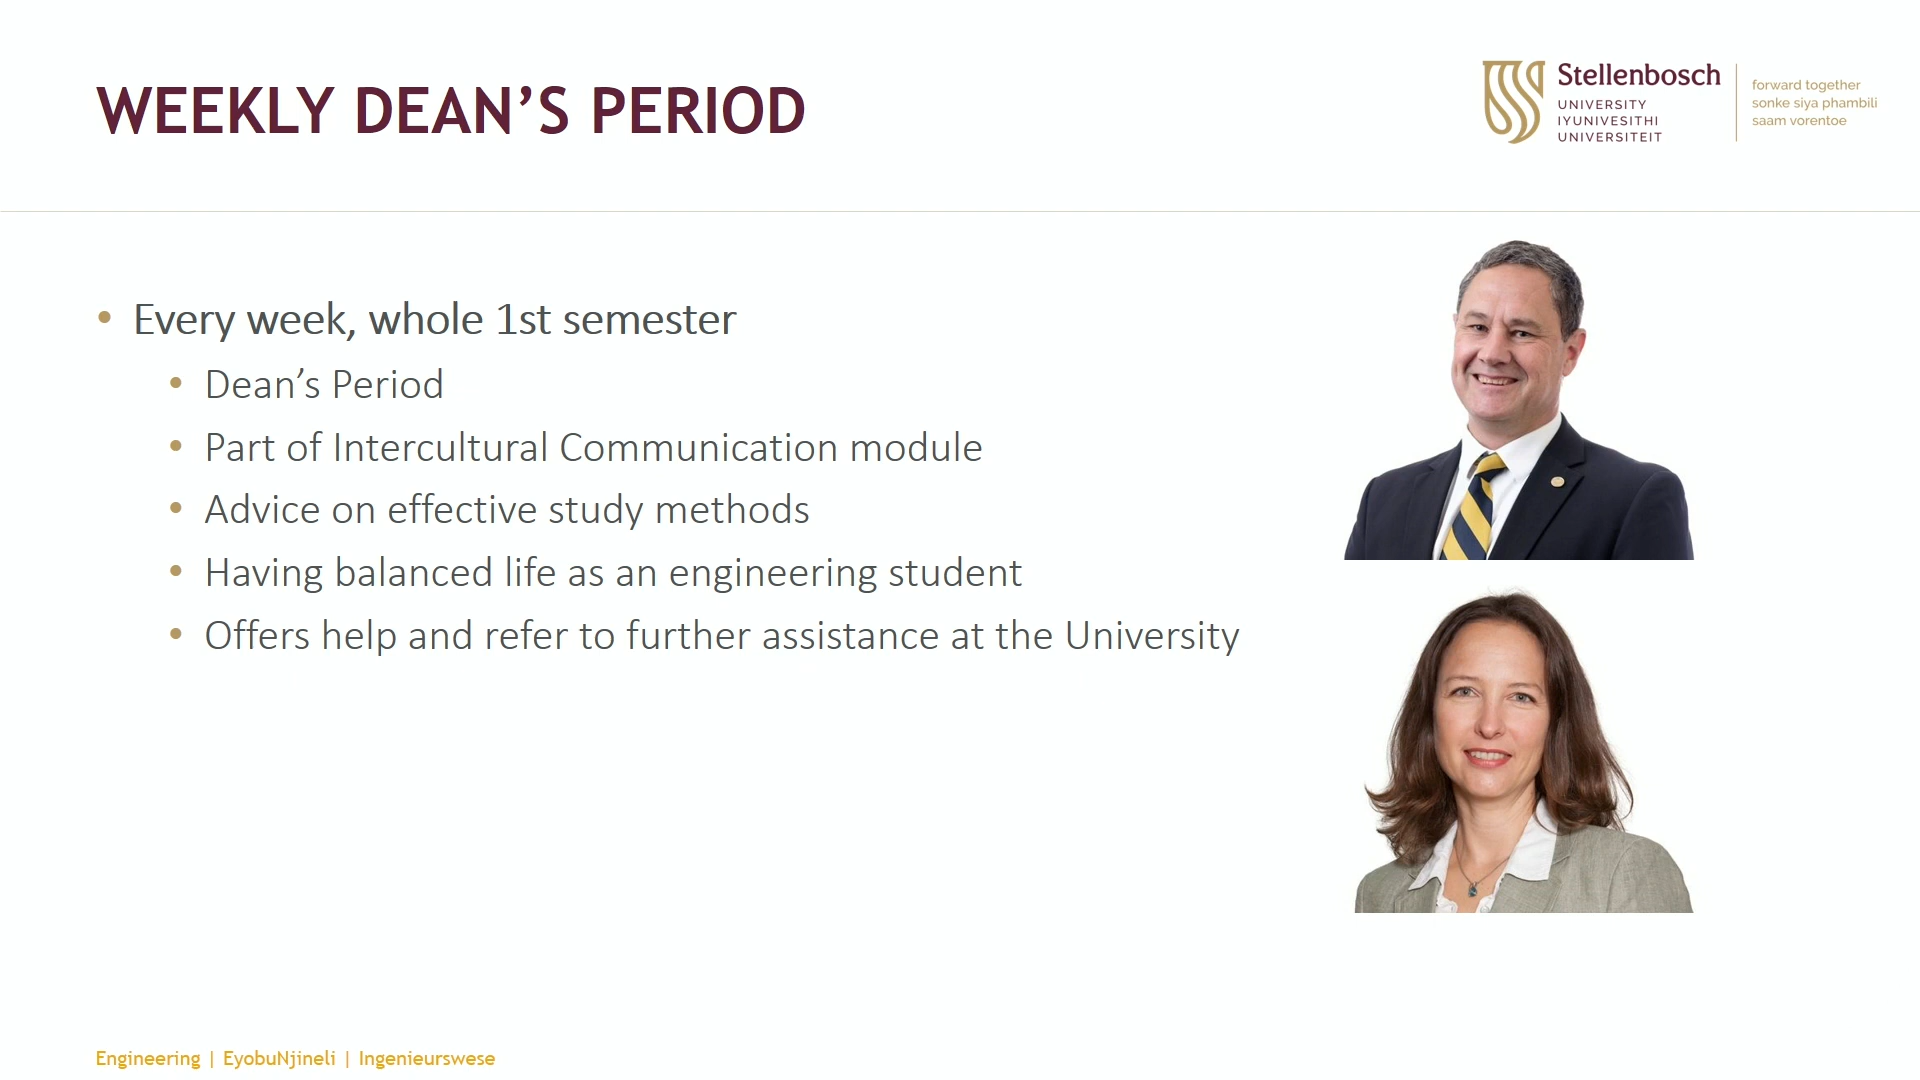 WEEKLY DEAN’S PERIOD
Stellenbosch
UNIVERSITY
IYUNIVESITHI
UNIVERSITEIT
forward together
sonke siya phambili
saam vorentoe
• Every week, whole 1st semester
• Dean’s Period
• Part of Intercultural Communication module
• Advice on effective study methods
• Having balanced life as an engineering student
• Offers help and refer to further assistance at the University
Engineering | EyobuNjineli | Ingenieurswese